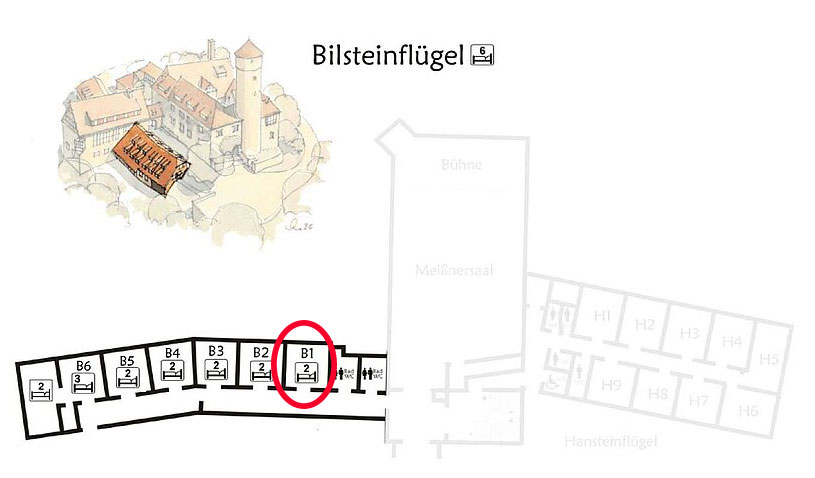 Bilsteinflügel 6
Bühne
Meißnersaal
H1
H2
H3
H4
H5
H9
H8
H7
H6
Hansteinflügel
B6
3
B5
2
B4
2
B3
2
B2
2
B1
2
2
Bad
WC
Bad
WC